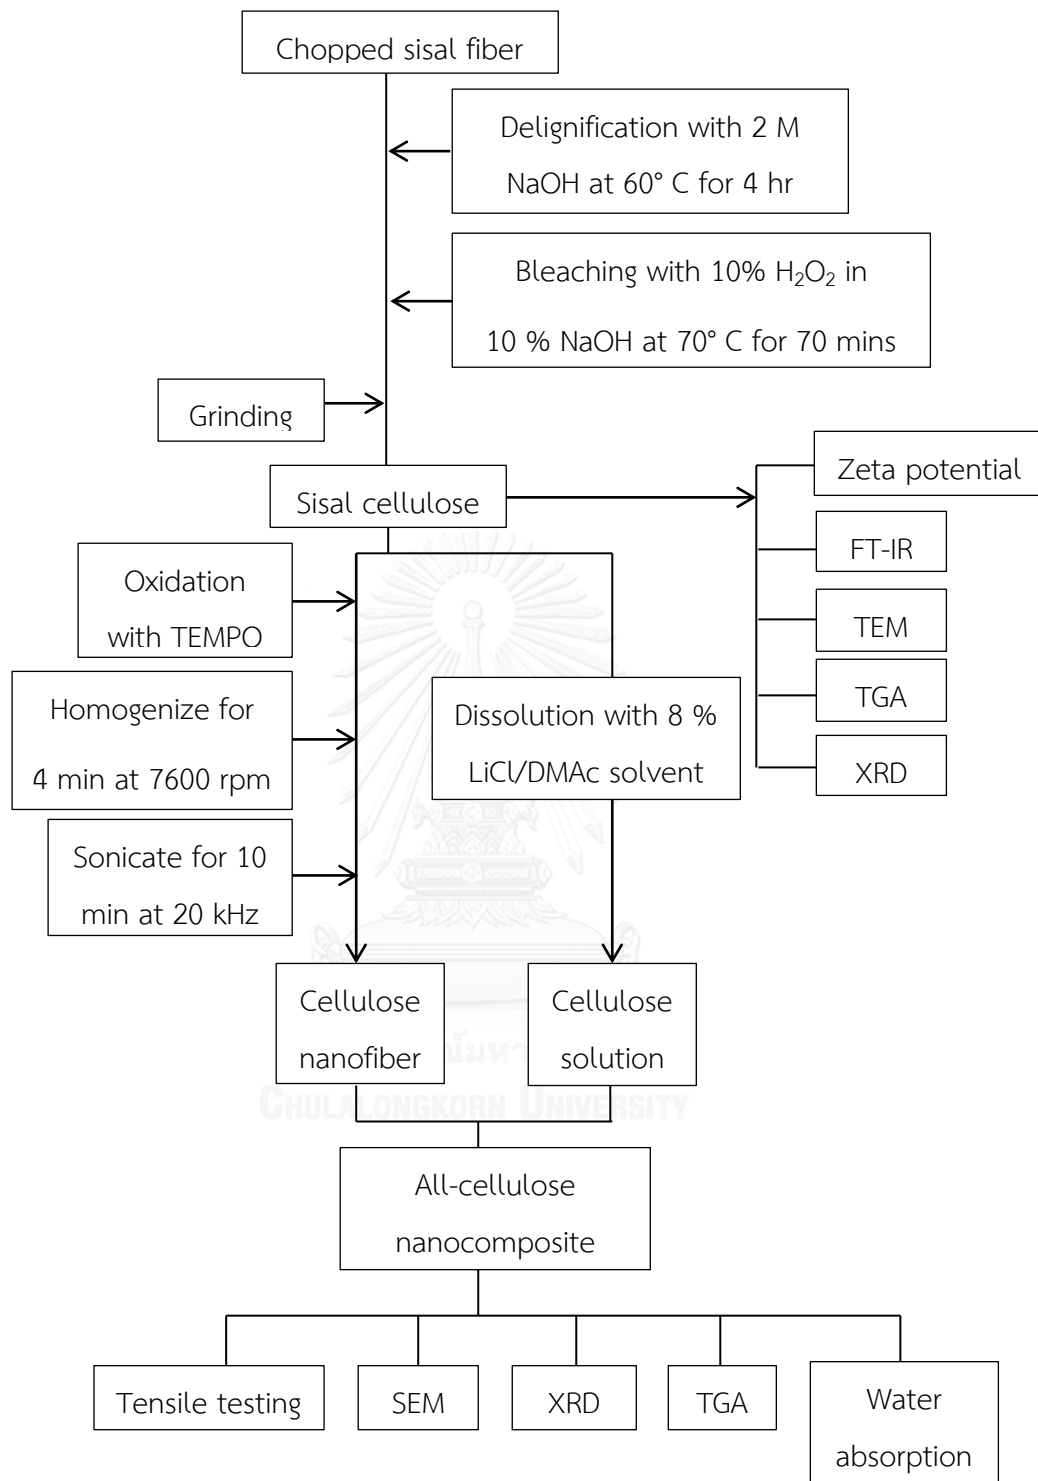 Chopped sisal fiber
Delignification with 2 M
NaOH at 60° C for 4 hr
Bleaching with 10% H₂O₂ in
10 % NaOH at 70° C for 70 mins
Grinding
Sisal cellulose
Zeta potential
FT-IR
TEM
TGA
XRD
Oxidation
with TEMPO
Homogenize for
4 min at 7600 rpm
Sonicate for 10
min at 20 kHz
Dissolution with 8 %
LiCl/DMAc solvent
Cellulose
nanofiber
Cellulose
solution
CHULALONGKORN UNIVERSITY
All-cellulose
nanocomposite
Tensile testing
SEM
XRD
TGA
Water
absorption